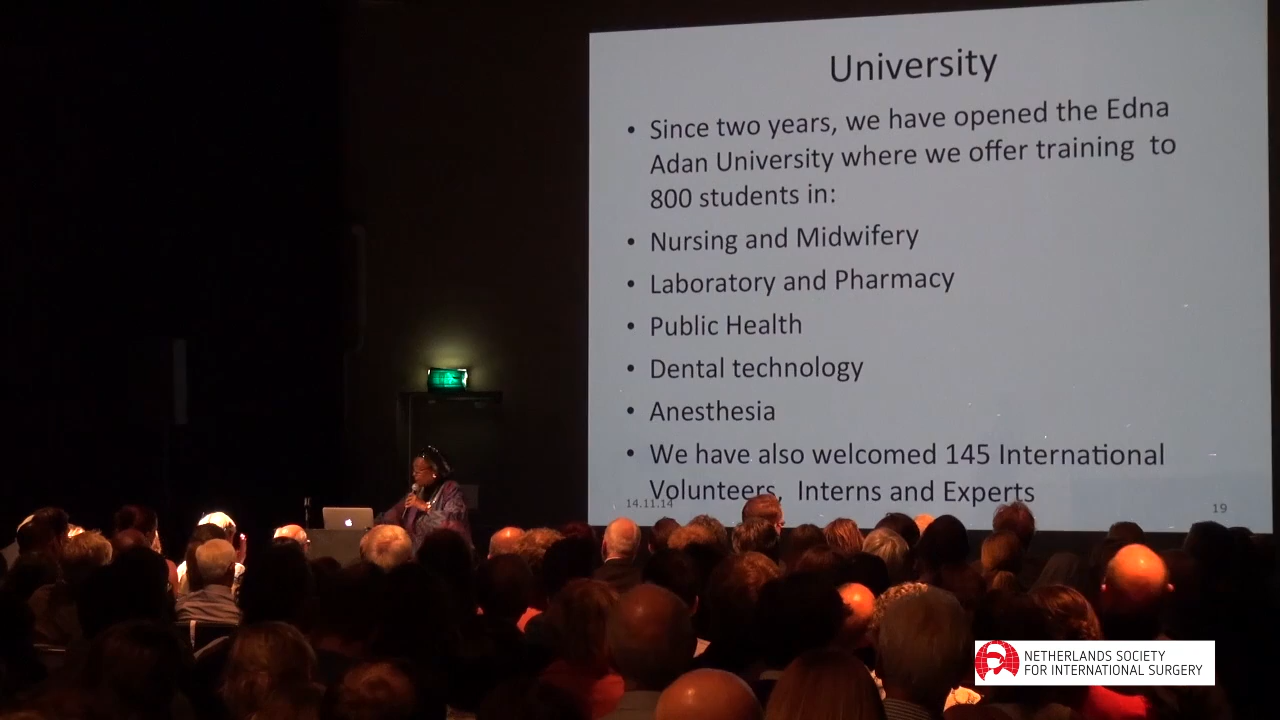 University
• Since two years, we have opened the Edna
Adan University where we offer training to
800 students in:
• Nursing and Midwifery
• Laboratory and Pharmacy
• Public Health
• Dental technology
• Anesthesia
• We have also welcomed 145 International
Volunteers, Interns and Experts
14.11.14
19
NETHERLANDS SOCIETY
FOR INTERNATIONAL SURGERY